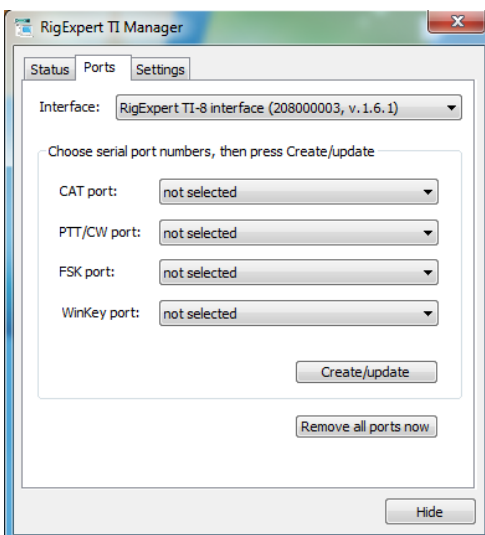 RigExpert TI Manager
Status Ports Settings
Interface: RigExpert TI-8 interface (208000003, v.1.6.1)
Choose serial port numbers, then press Create/update
CAT port: not selected
PTT/CW port: not selected
FSK port: not selected
WinKey port: not selected
Create/update
Remove all ports now
Hide